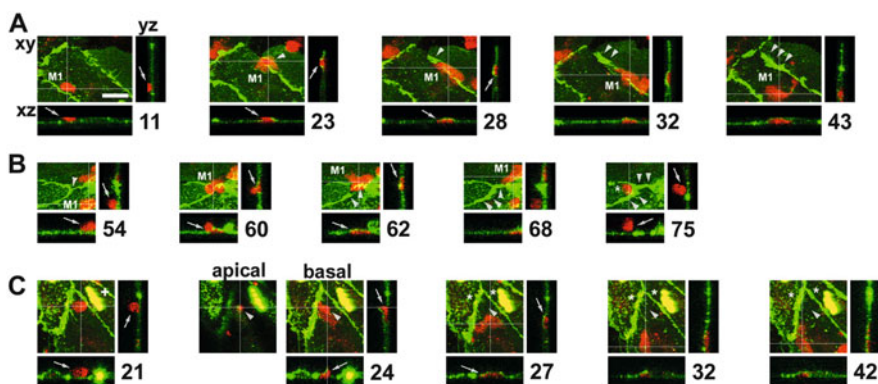 A
xy
yz
M1
xz
11
M1
23
M1
28
M1
32
M1
43
B
M1
54
M1
60
M1
62
M1
68
*
75
C
+
21
apical
basal
24
* *
27
* *
32
* *
42